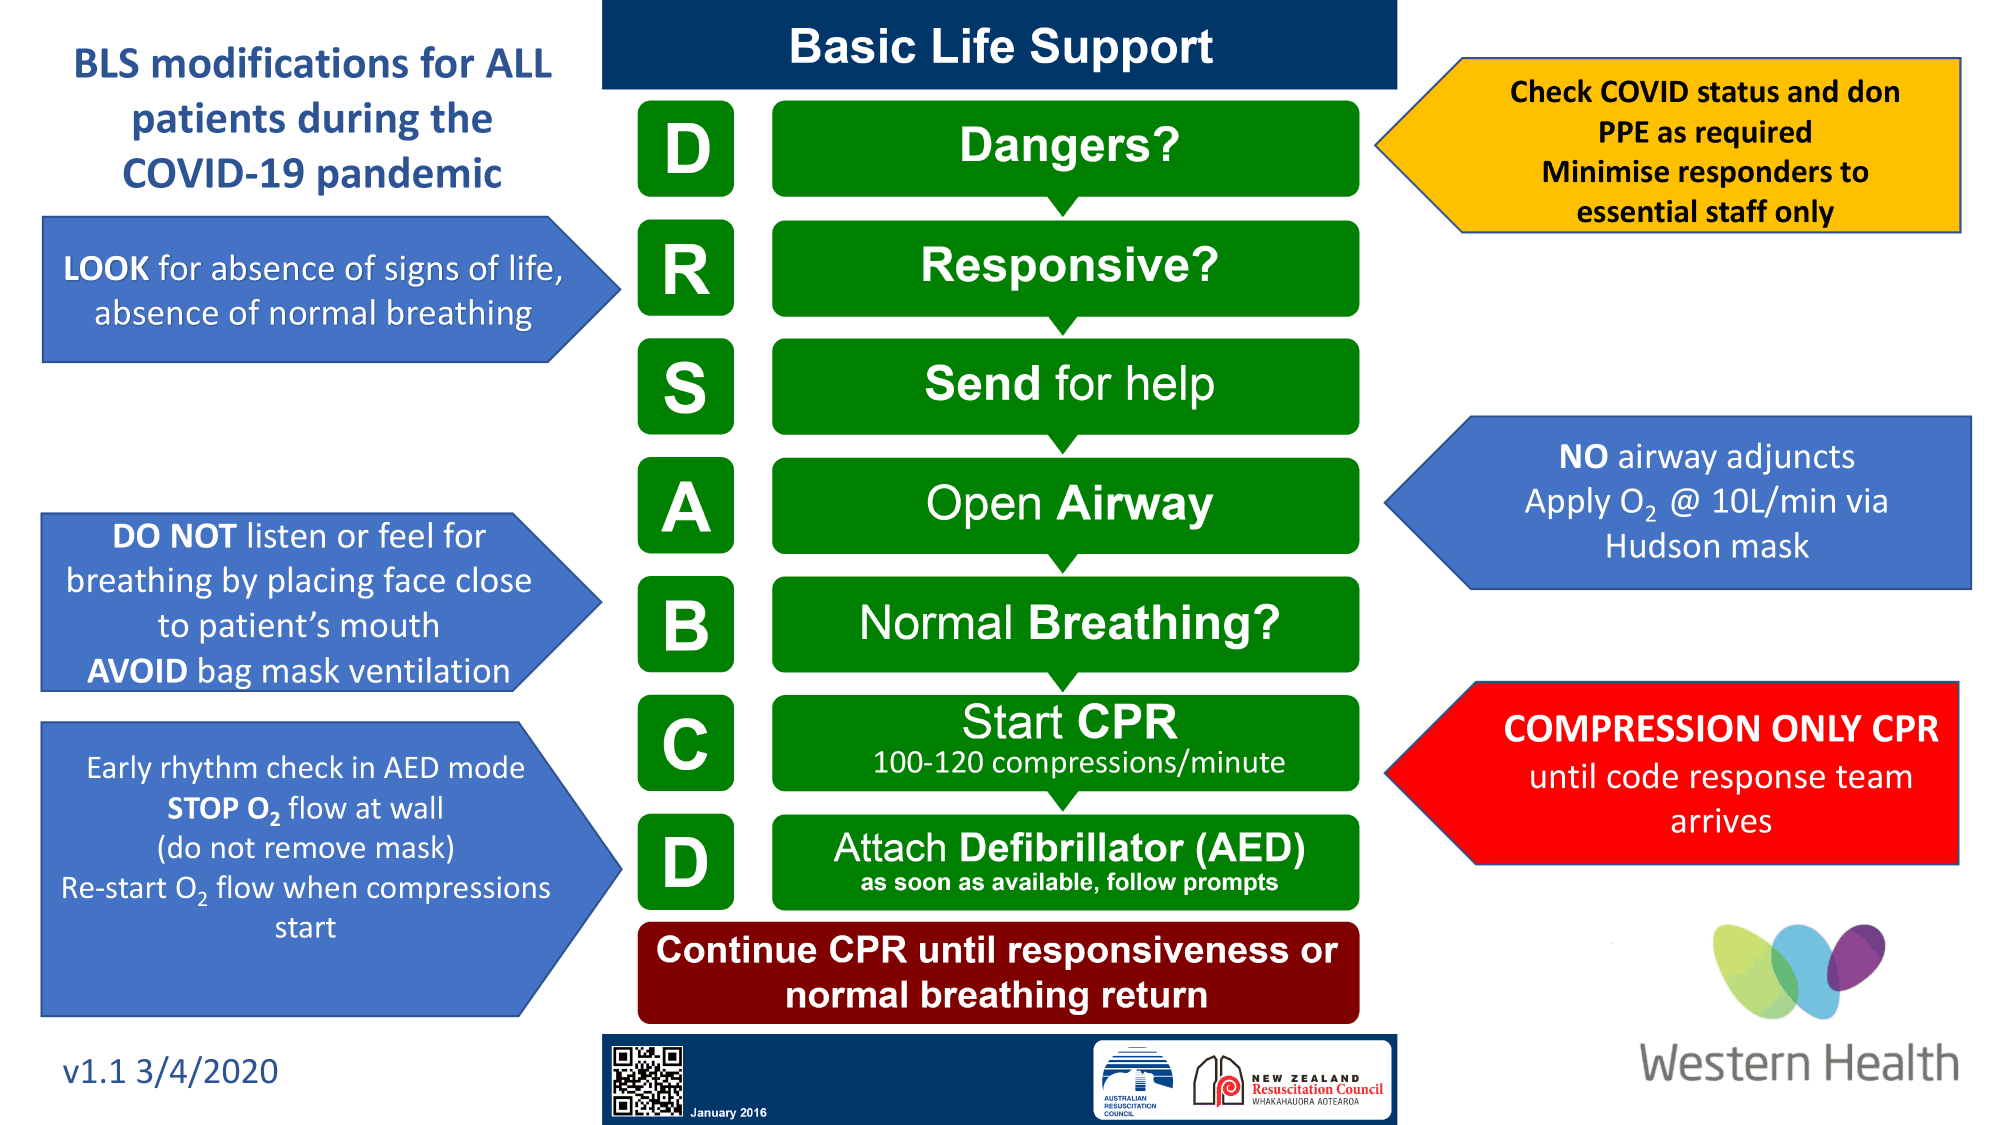 BLS modifications for ALL
patients during the
COVID-19 pandemic
LOOK for absence of signs of life,
absence of normal breathing
DO NOT listen or feel for
breathing by placing face close
to patient’s mouth
AVOID bag mask ventilation
Early rhythm check in AED mode
STOP O₂ flow at wall
(do not remove mask)
Re-start O₂ flow when compressions
start
v1.1 3/4/2020
Basic Life Support
D
Dangers?
R
Responsive?
S
Send for help
A
Open Airway
B
Normal Breathing?
C
Start CPR
100-120 compressions/minute
D
Attach Defibrillator (AED)
as soon as available, follow prompts
Continue CPR until responsiveness or
normal breathing return
January 2016
AUSTRALIAN
RESUSCITATION
COUNCIL
NEW ZEALAND
Resuscitation Council
WHAKAHAUORA AOTEAROA
Check COVID status and don
PPE as required
Minimise responders to
essential staff only
NO airway adjuncts
Apply O₂ @ 10L/min via
Hudson mask
COMPRESSION ONLY CPR
until code response team
arrives
Western Health